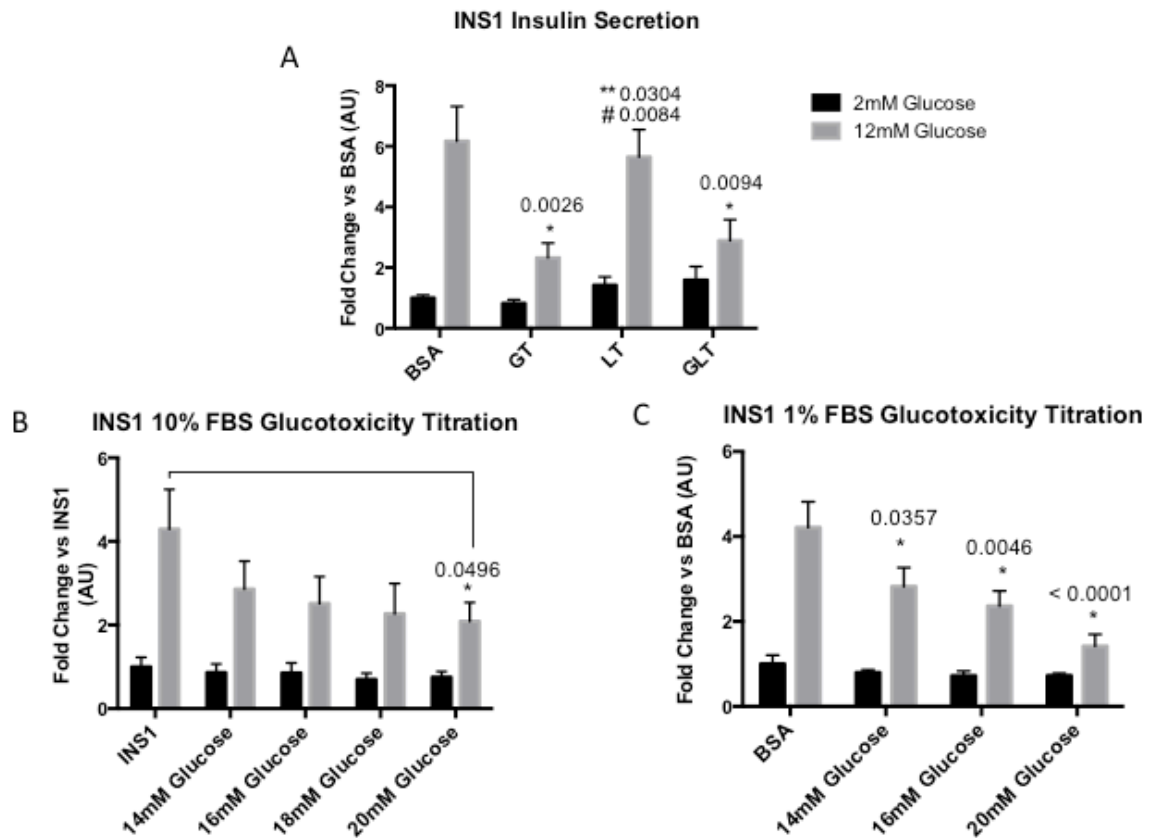 INS1 Insulin Secretion
A
Fold Change vs BSA (AU)
8
6
4
2
0
** 0.0304
# 0.0084
0.0026
*
0.0094
*
BSA
GT
LT
GLT
2mM Glucose
12mM Glucose
B
INS1 10% FBS Glucotoxicity Titration
Fold Change vs INS1
(AU)
6
4
2
0
0.0496
*
INS1
14mM Glucose
16mM Glucose
18mM Glucose
20mM Glucose
C
INS1 1% FBS Glucotoxicity Titration
Fold Change vs BSA (AU)
6
4
2
0
0.0357
*
0.0046
*
< 0.0001
*
BSA
14mM Glucose
16mM Glucose
20mM Glucose